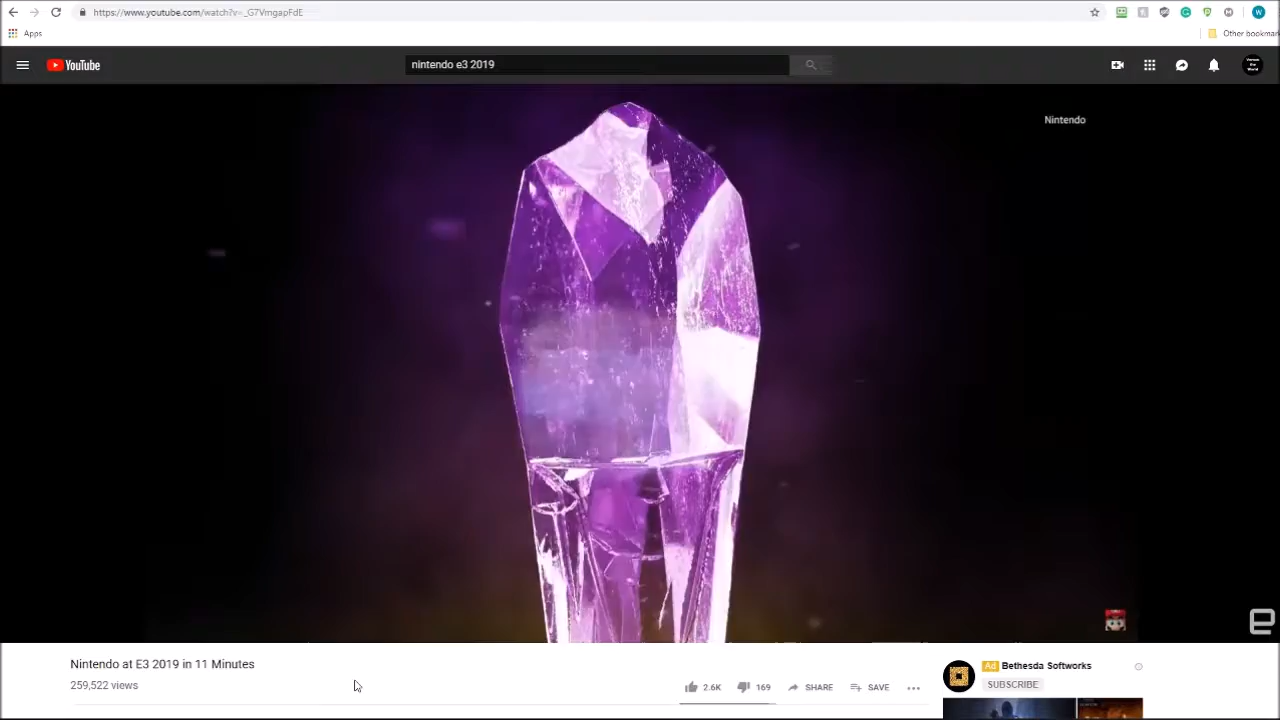 https://www.youtube.com/watch?v=_G7VmgapFdE
Apps
Other bookmar
YouTube
nintendo e3 2019
Nintendo
Nintendo at E3 2019 in 11 Minutes
259,522 views
2.6K
169
SHARE
SAVE
Ad Bethesda Softworks
SUBSCRIBE